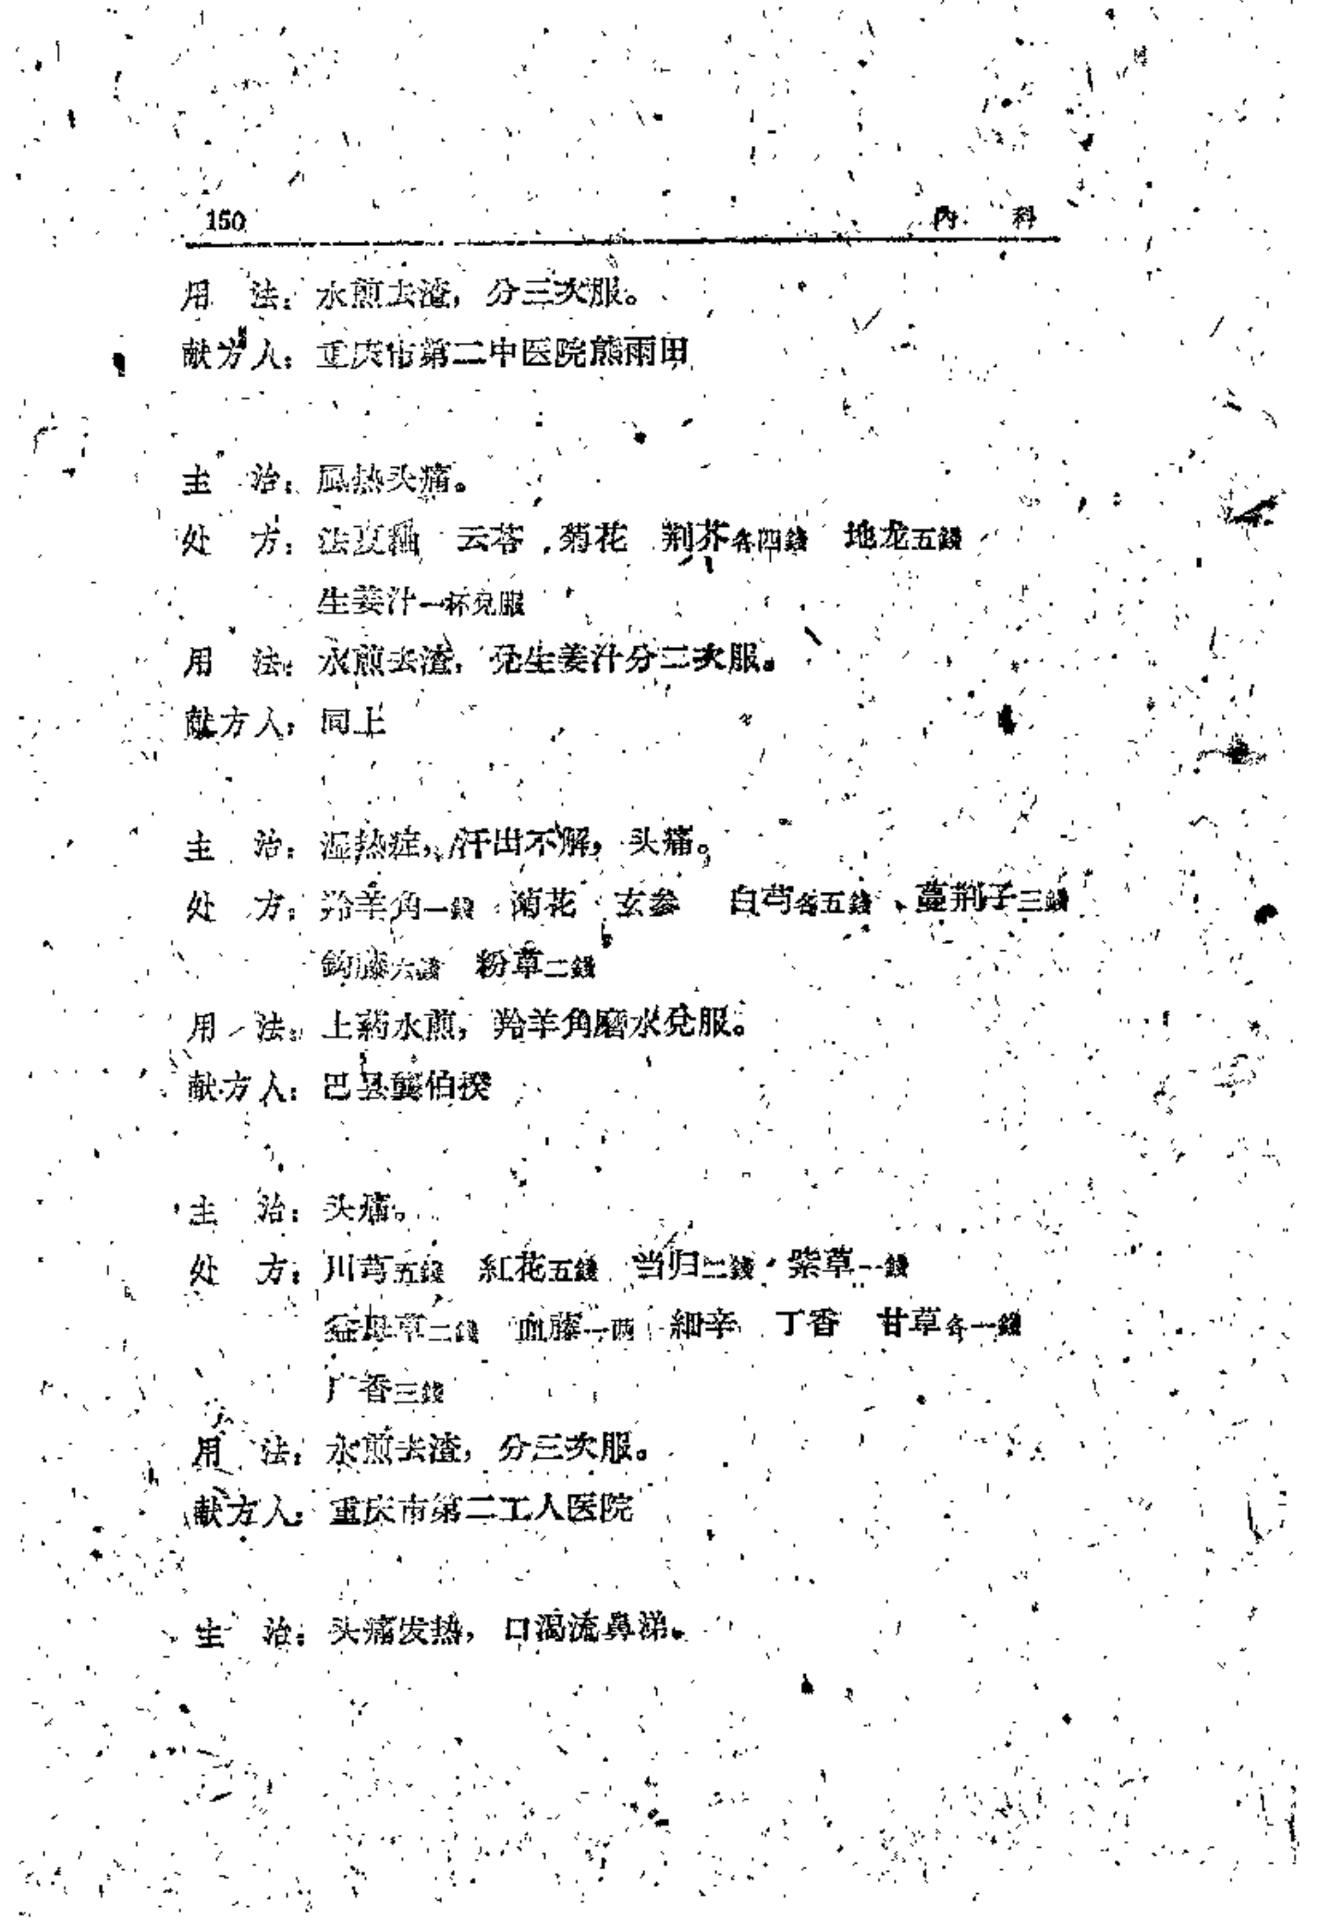 150 內 科
用 法：水煎去渣，分三次服。
献方人：重庆市第二中医院熊雨田
主 治：風热头痛。
处 方：法夏麯 云苓 菊花 荆芥各四錢 地龙五錢
生姜汁一杯兌服
用 法：水煎去渣，兌生姜汁分三次服。
献方人：同上
主 治：湿热症，汗出不解，头痛。
处 方：羚羊角一錢 菊花 玄参 白芍各五錢 蔓荆子三錢
鈎藤六錢 粉草二錢
用 法：上药水煎，羚羊角磨水兌服。
献方人：巴县龔伯揆
主 治：头痛。
处 方：川芎五錢 紅花五錢 当归二錢 紫草一錢
益母草二錢 血藤一两 細辛 丁香 甘草各一錢
广香三錢
用 法：水煎去渣，分三次服。
献方人：重庆市第二工人医院
主 治：头痛发热，口渴流鼻涕。